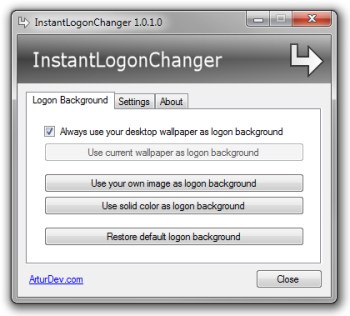 InstantLogonChanger 1.0.1.0
InstantLogonChanger
Logon Background Settings About
Always use your desktop wallpaper as logon background
Use current wallpaper as logon background
Use your own image as logon background
Use solid color as logon background
Restore default logon background
ArturDev.com Close